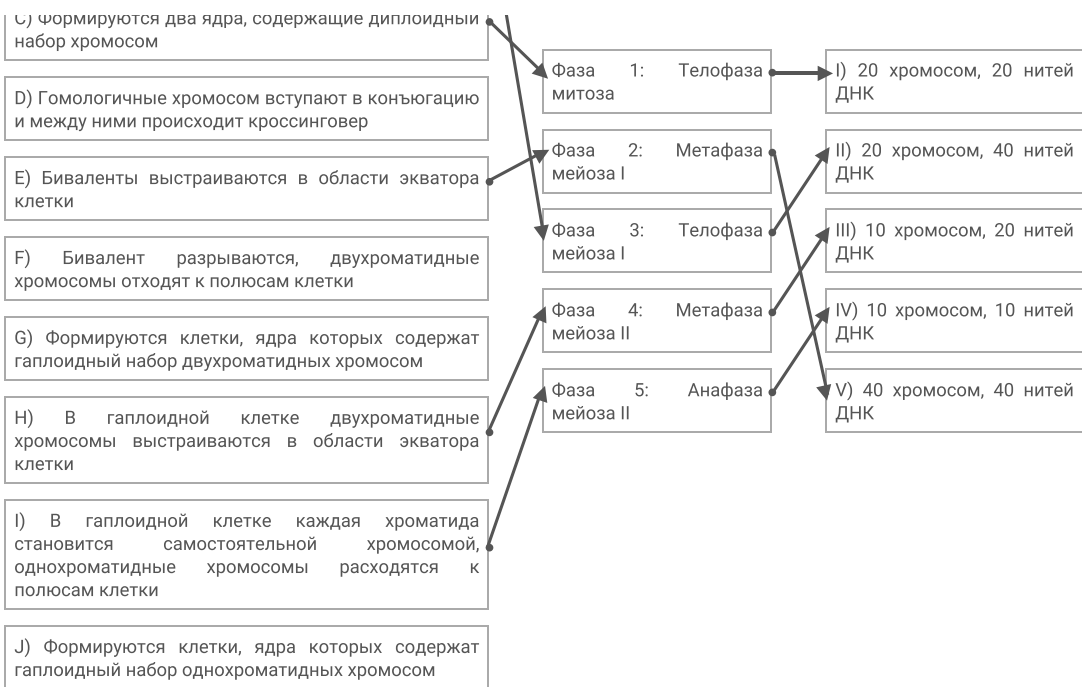 C) Формируются два ядра, содержащие диплоидный
набор хромосом
D) Гомологичные хромосом вступают в конъюгацию
и между ними происходит кроссинговер
E) Биваленты выстраиваются в области экватора
клетки
F) Бивалент разрываются, двухроматидные
хромосомы отходят к полюсам клетки
G) Формируются клетки, ядра которых содержат
гаплоидный набор двухроматидных хромосом
H) В гаплоидной клетке двухроматидные
хромосомы выстраиваются в области экватора
клетки
I) В гаплоидной клетке каждая хроматида
становится самостоятельной хромосомой,
однохроматидные хромосомы расходятся к
полюсам клетки
J) Формируются клетки, ядра которых содержат
гаплоидный набор однохроматидных хромосом
Фаза 1: Телофаза
митоза
Фаза 2: Метафаза
мейоза I
Фаза 3: Телофаза
мейоза I
Фаза 4: Метафаза
мейоза II
Фаза 5: Анафаза
мейоза II
I) 20 хромосом, 20 нитей
ДНК
II) 20 хромосом, 40 нитей
ДНК
III) 10 хромосом, 20 нитей
ДНК
IV) 10 хромосом, 10 нитей
ДНК
V) 40 хромосом, 40 нитей
ДНК